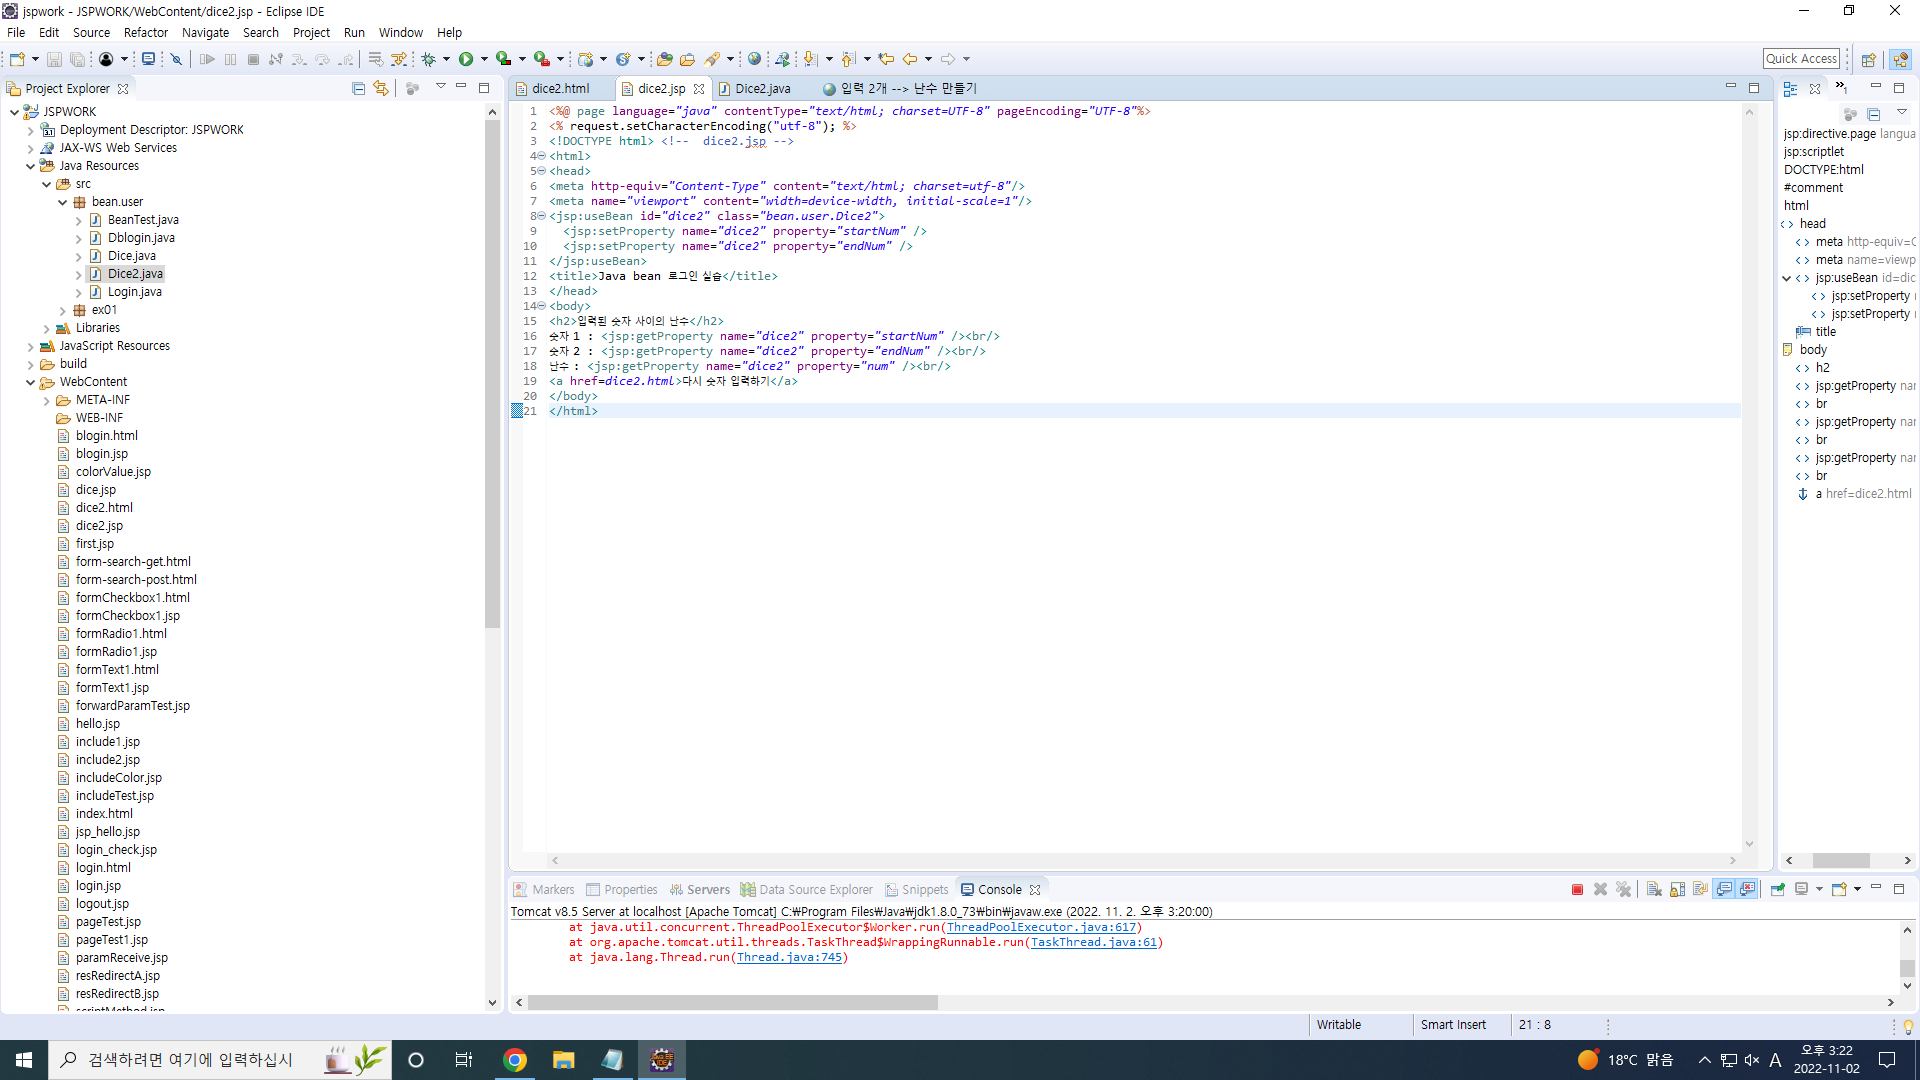 jspwork - JSPWORK/WebContent/dice2.jsp - Eclipse IDE
File Edit Source Refactor Navigate Search Project Run Window Help
Quick Access
Project Explorer
JSPWORK
Deployment Descriptor: JSPWORK
JAX-WS Web Services
Java Resources
src
bean.user
BeanTest.java
Dblogin.java
Dice.java
Dice2.java
Login.java
ex01
Libraries
JavaScript Resources
build
WebContent
META-INF
WEB-INF
blogin.html
blogin.jsp
colorValue.jsp
dice.jsp
dice2.html
dice2.jsp
first.jsp
form-search-get.html
form-search-post.html
formCheckbox1.html
formCheckbox1.jsp
formRadio1.html
formRadio1.jsp
formText1.html
formText1.jsp
forwardParamTest.jsp
hello.jsp
include1.jsp
include2.jsp
includeColor.jsp
includeTest.jsp
index.html
jsp_hello.jsp
login_check.jsp
login.html
login.jsp
logout.jsp
pageTest.jsp
pageTest1.jsp
paramReceive.jsp
resRedirectA.jsp
resRedirectB.jsp
scriptMethod.jsp
dice2.html dice2.jsp Dice2.java 입력 2개 --> 난수 만들기
1 <%@ page language="java" contentType="text/html; charset=UTF-8" pageEncoding="UTF-8"%>
2 <% request.setCharacterEncoding("utf-8"); %>
3 <!DOCTYPE html> <!--  dice2.jsp -->
4 <html>
5 <head>
6 <meta http-equiv="Content-Type" content="text/html; charset=utf-8"/>
7 <meta name="viewport" content="width=device-width, initial-scale=1"/>
8 <jsp:useBean id="dice2" class="bean.user.Dice2">
9 <jsp:setProperty name="dice2" property="startNum" />
10 <jsp:setProperty name="dice2" property="endNum" />
11 </jsp:useBean>
12 <title>Java bean 로그인 실습</title>
13 </head>
14 <body>
15 <h2>입력된 숫자 사이의 난수</h2>
16 숫자 1 : <jsp:getProperty name="dice2" property="startNum" /><br/>
17 숫자 2 : <jsp:getProperty name="dice2" property="endNum" /><br/>
18 난수 : <jsp:getProperty name="dice2" property="num" /><br/>
19 <a href=dice2.html>다시 숫자 입력하기</a>
20 </body>
21 </html>
jsp:directive.page langua
jsp:scriptlet
DOCTYPE:html
#comment
html
head
meta http-equiv=C
meta name=viewp
jsp:useBean id=dic
jsp:setProperty
jsp:setProperty
title
body
h2
jsp:getProperty nar
br
jsp:getProperty nar
br
jsp:getProperty nar
br
a href=dice2.html
Markers Properties Servers Data Source Explorer Snippets Console
Tomcat v8.5 Server at localhost [Apache Tomcat] C:₩Program Files₩Java₩jdk1.8.0_73₩bin₩javaw.exe (2022. 11. 2. 오후 3:20:00)
at java.util.concurrent.ThreadPoolExecutor$Worker.run(ThreadPoolExecutor.java:617)
at org.apache.tomcat.util.threads.TaskThread$WrappingRunnable.run(TaskThread.java:61)
at java.lang.Thread.run(Thread.java:745)
Writable Smart Insert 21 : 8
검색하려면 여기에 입력하십시
18°C 맑음
A
오후 3:22
2022-11-02